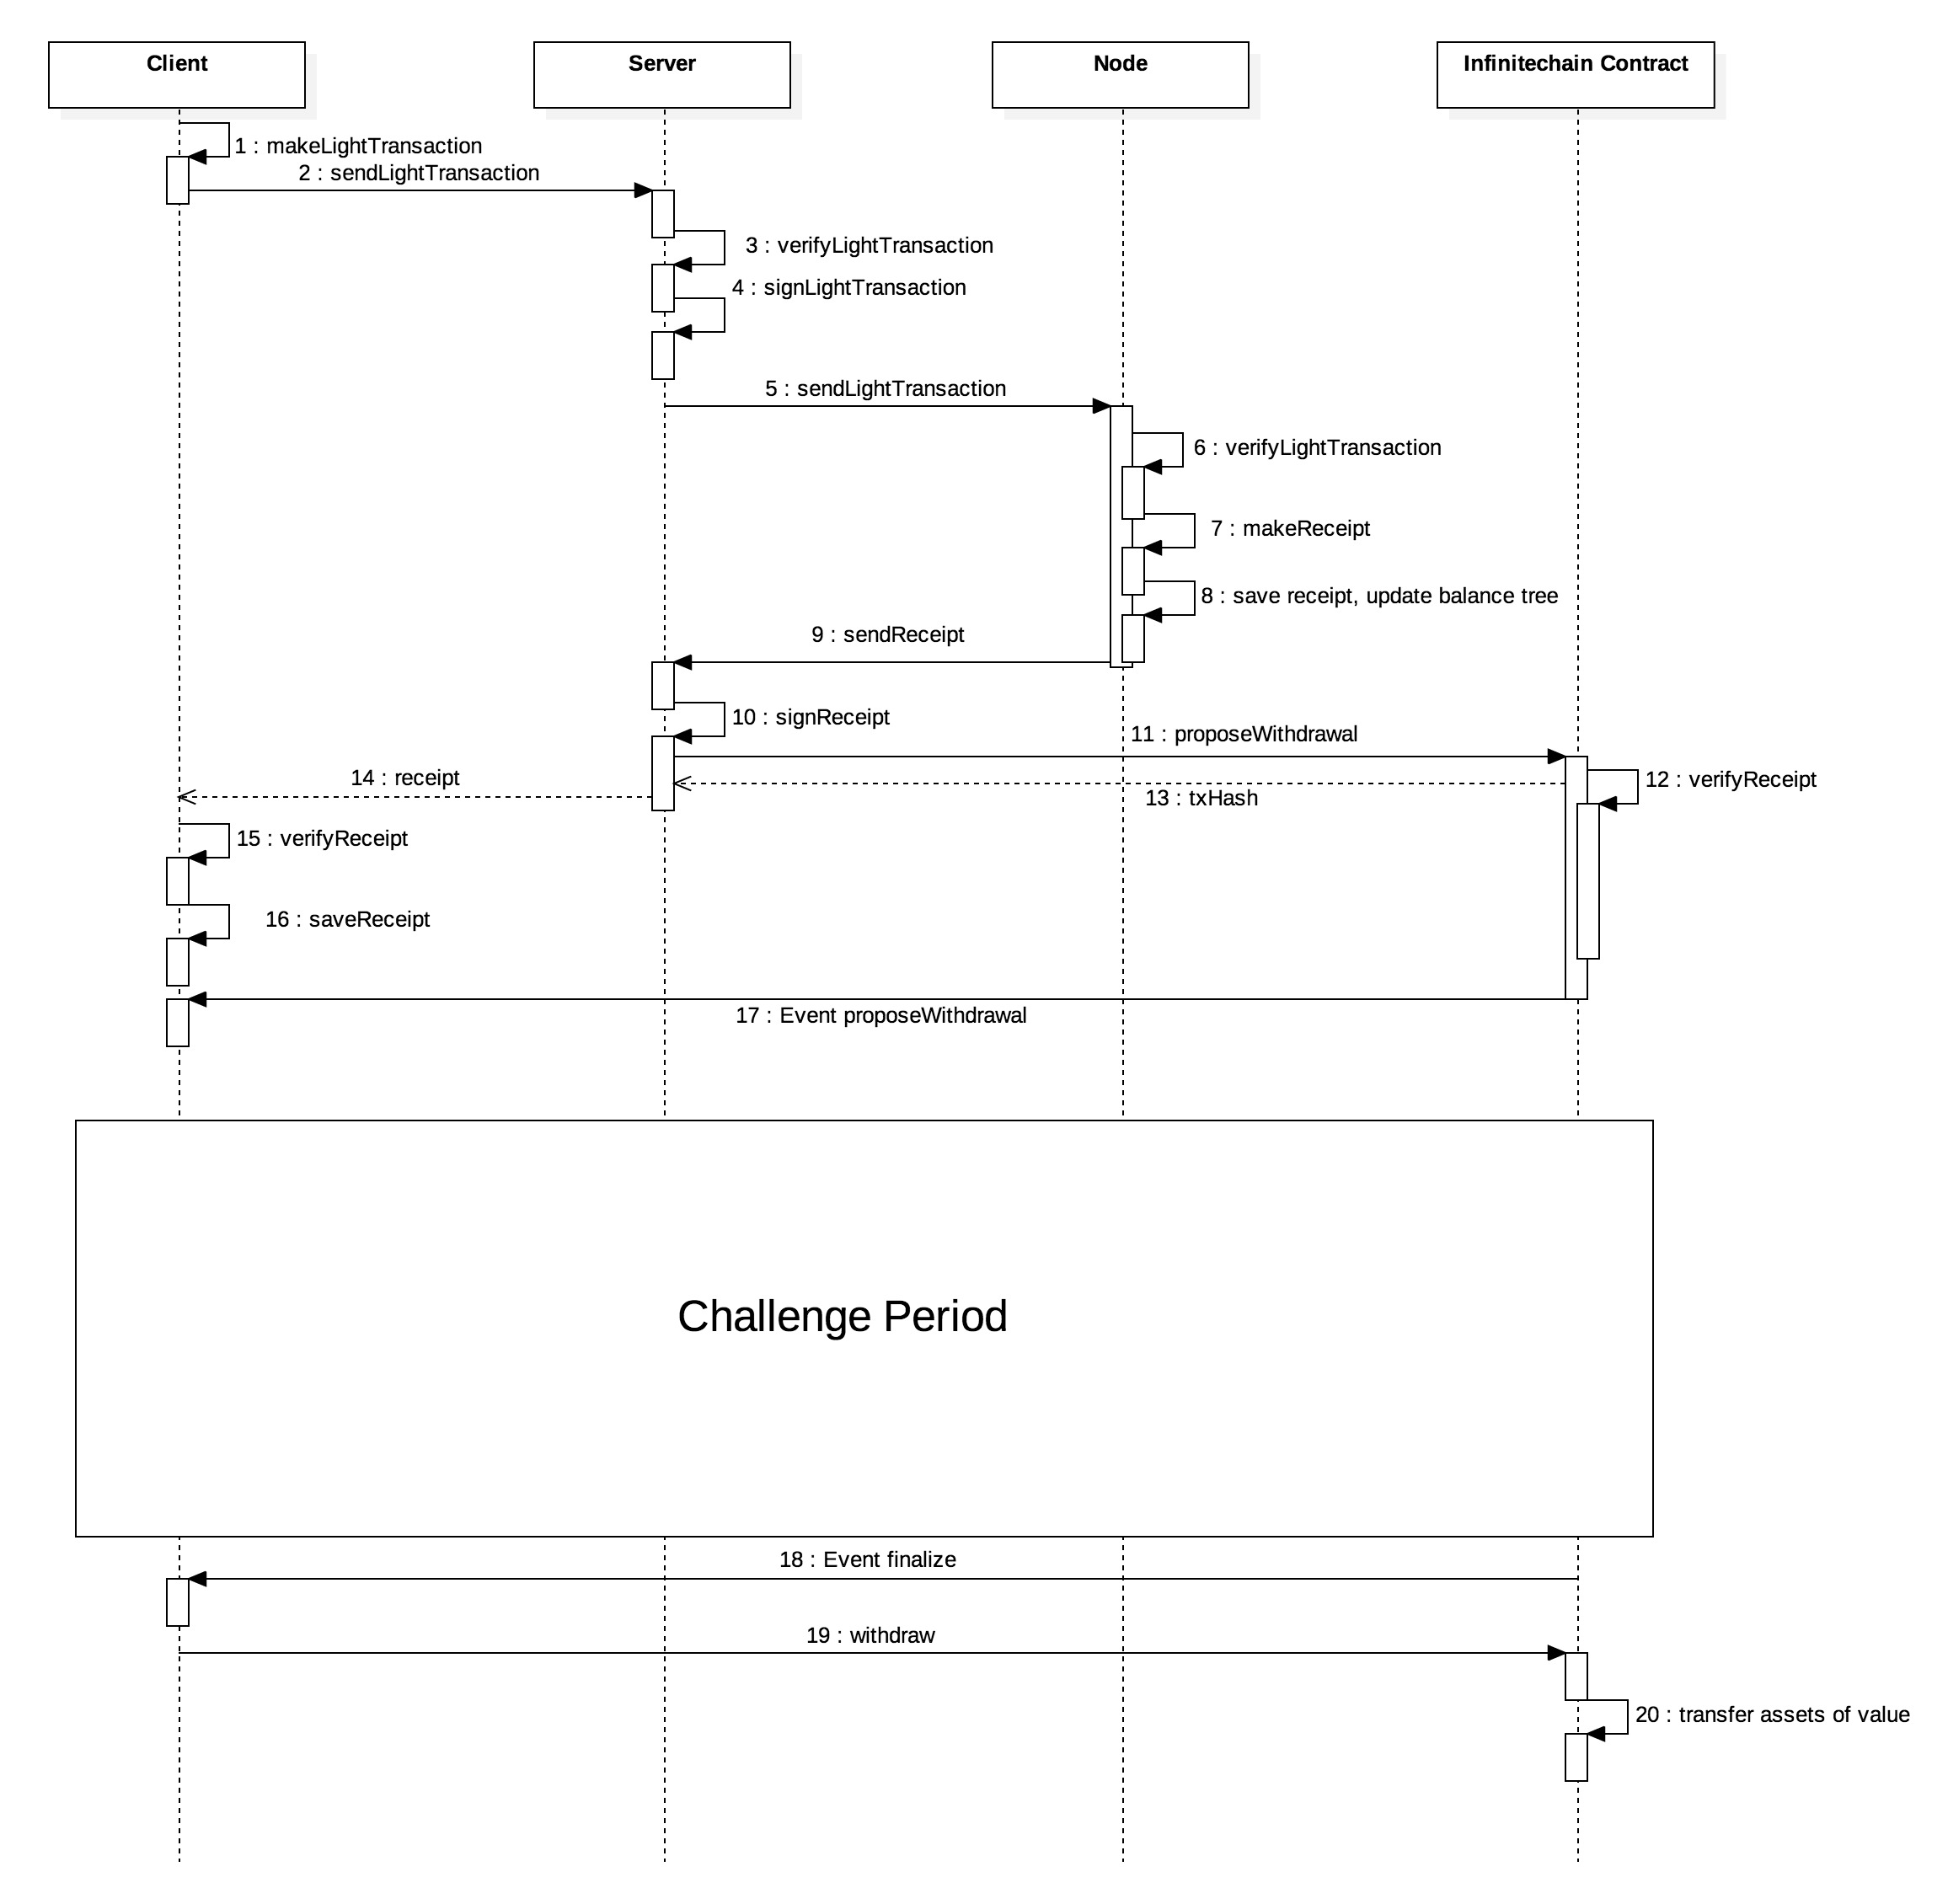 Client
Server
Node
Infinitechain Contract
1 : makeLightTransaction
2 : sendLightTransaction
3 : verifyLightTransaction
4 : signLightTransaction
5 : sendLightTransaction
6 : verifyLightTransaction
7 : makeReceipt
8 : save receipt, update balance tree
9 : sendReceipt
10 : signReceipt
11 : proposeWithdrawal
12 : verifyReceipt
13 : txHash
14 : receipt
15 : verifyReceipt
16 : saveReceipt
17 : Event proposeWithdrawal
Challenge Period
18 : Event finalize
19 : withdraw
20 : transfer assets of value